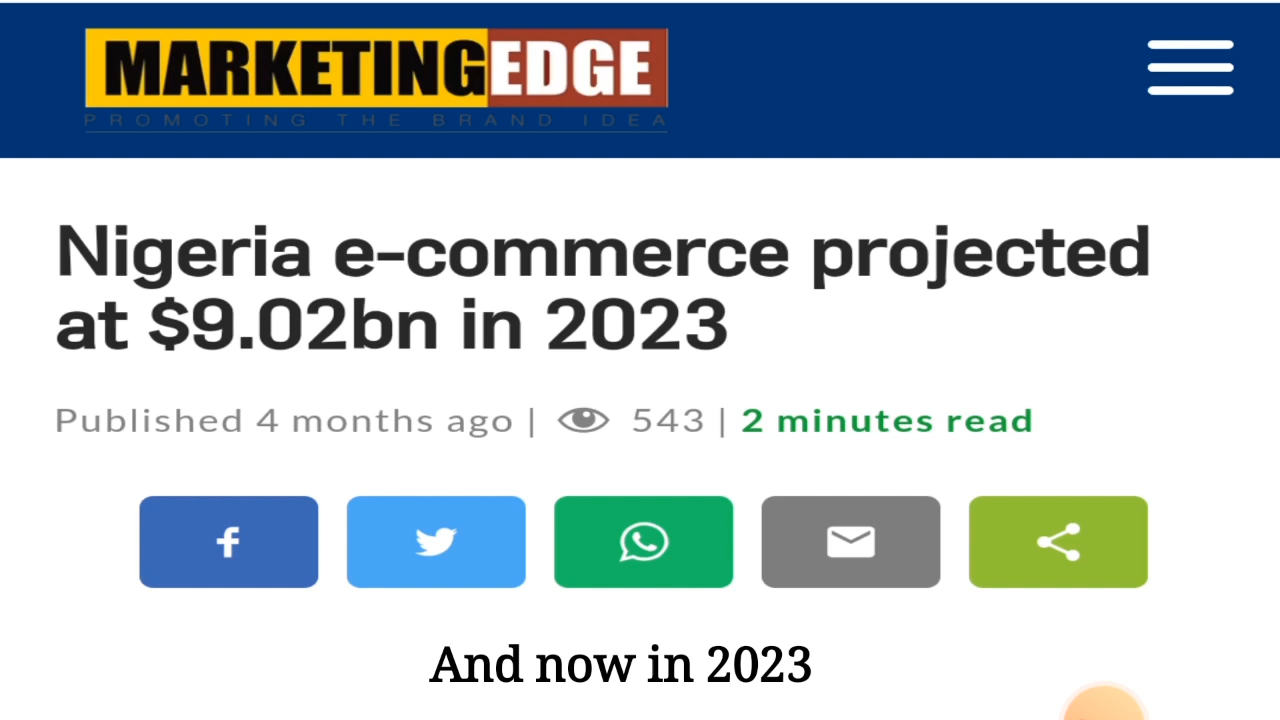 MARKETINGEDGE
PROMOTING THE BRAND IDEA
Nigeria e-commerce projected
at $9.02bn in 2023
Published 4 months ago | 543 | 2 minutes read
f
And now in 2023